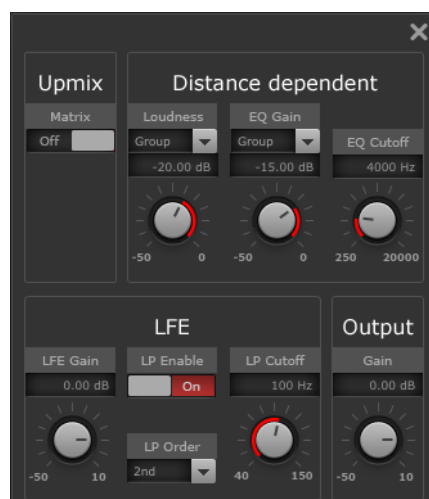 Upmix
Distance dependent
Matrix
Loudness
EQ Gain
Off
Group
Group
EQ Cutoff
-20.00 dB
-15.00 dB
4000 Hz
-50 0
-50 0
250 20000
LFE
Output
LFE Gain
LP Enable
LP Cutoff
Gain
0.00 dB
On
100 Hz
0.00 dB
LP Order
2nd
-50 10
40 150
-50 10